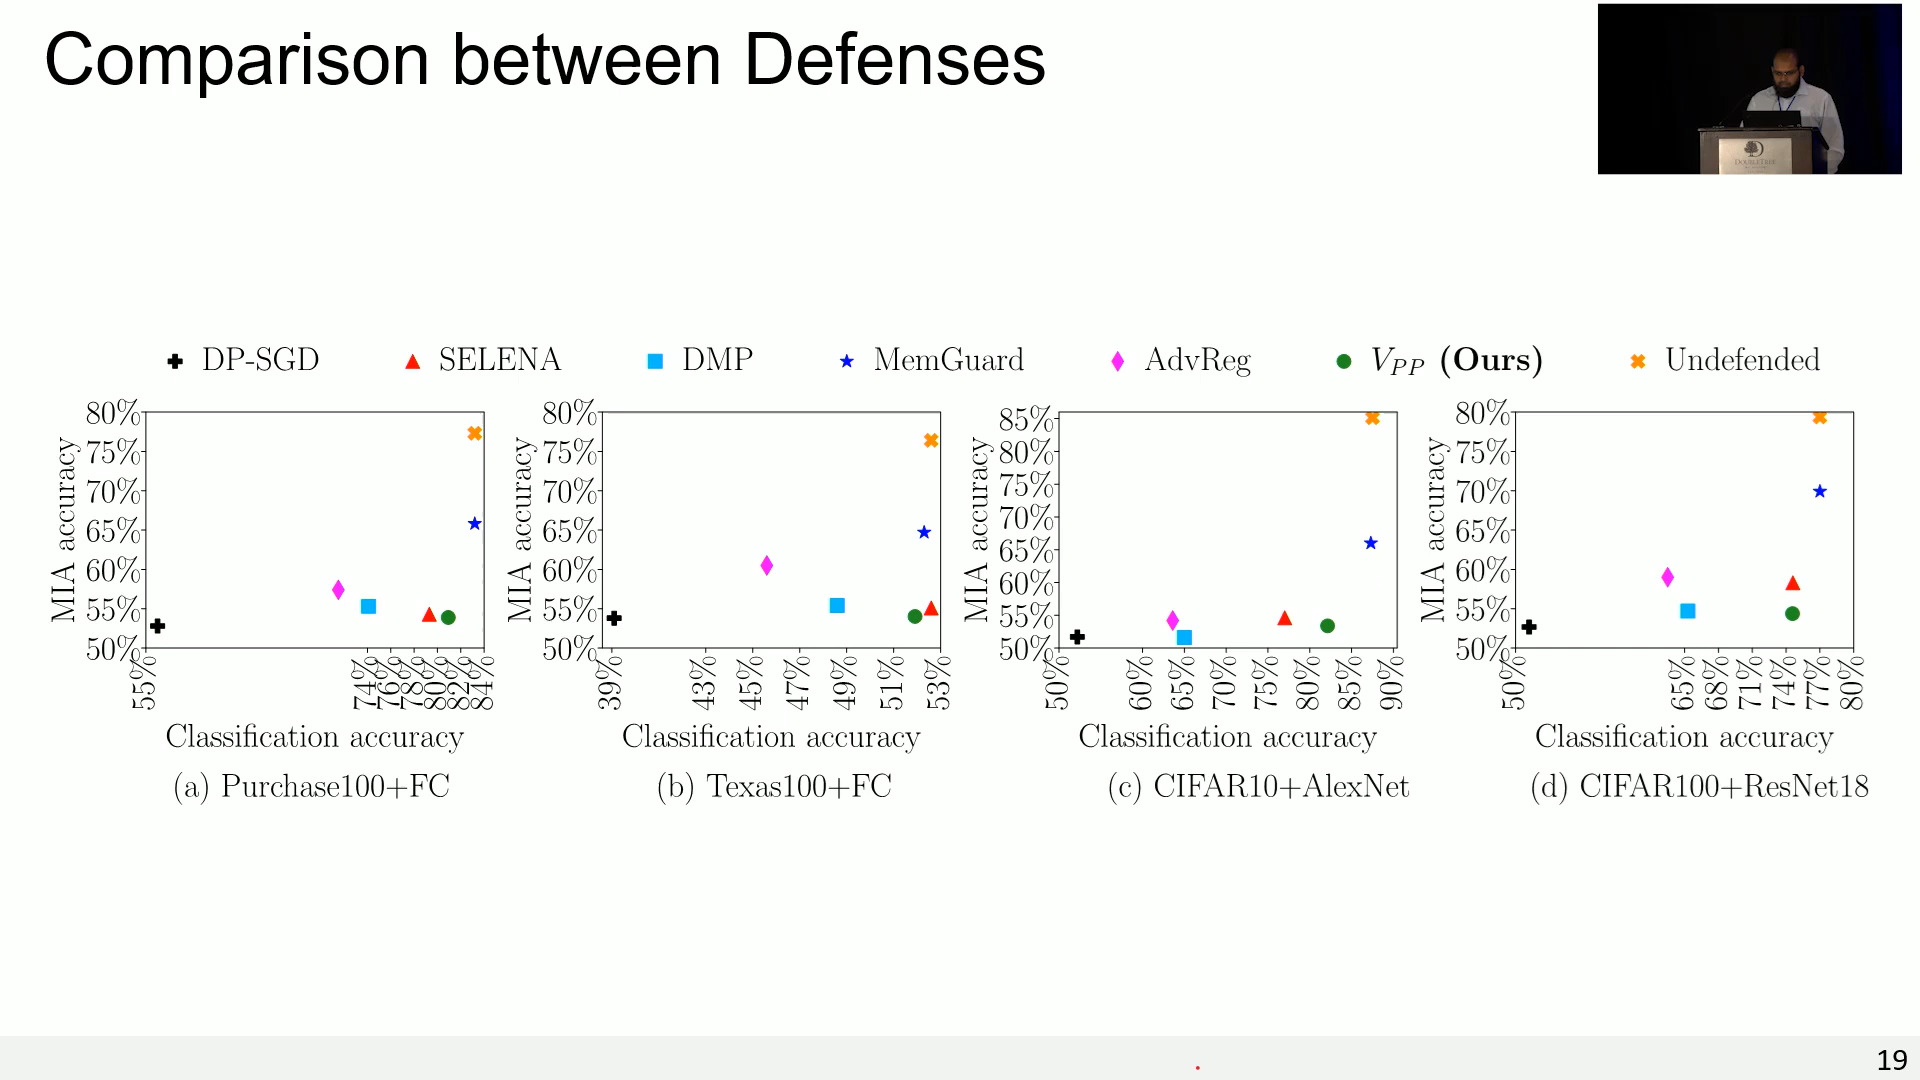 Comparison between Defenses
DOUBLETREE
DP-SGD SELENA DMP MemGuard AdvReg V_PP (Ours) Undefended
MIA accuracy
80%
75%
70%
65%
60%
55%
50%
55% 74% 76% 78% 80% 82% 84%
Classification accuracy
(a) Purchase100+FC
MIA accuracy
80%
75%
70%
65%
60%
55%
50%
39% 43% 45% 47% 49% 51% 53%
Classification accuracy
(b) Texas100+FC
MIA accuracy
85%
80%
75%
70%
65%
60%
55%
50%
50% 60% 65% 70% 75% 80% 85% 90%
Classification accuracy
(c) CIFAR10+AlexNet
MIA accuracy
80%
75%
70%
65%
60%
55%
50%
50% 65% 68% 71% 74% 77% 80%
Classification accuracy
(d) CIFAR100+ResNet18
19